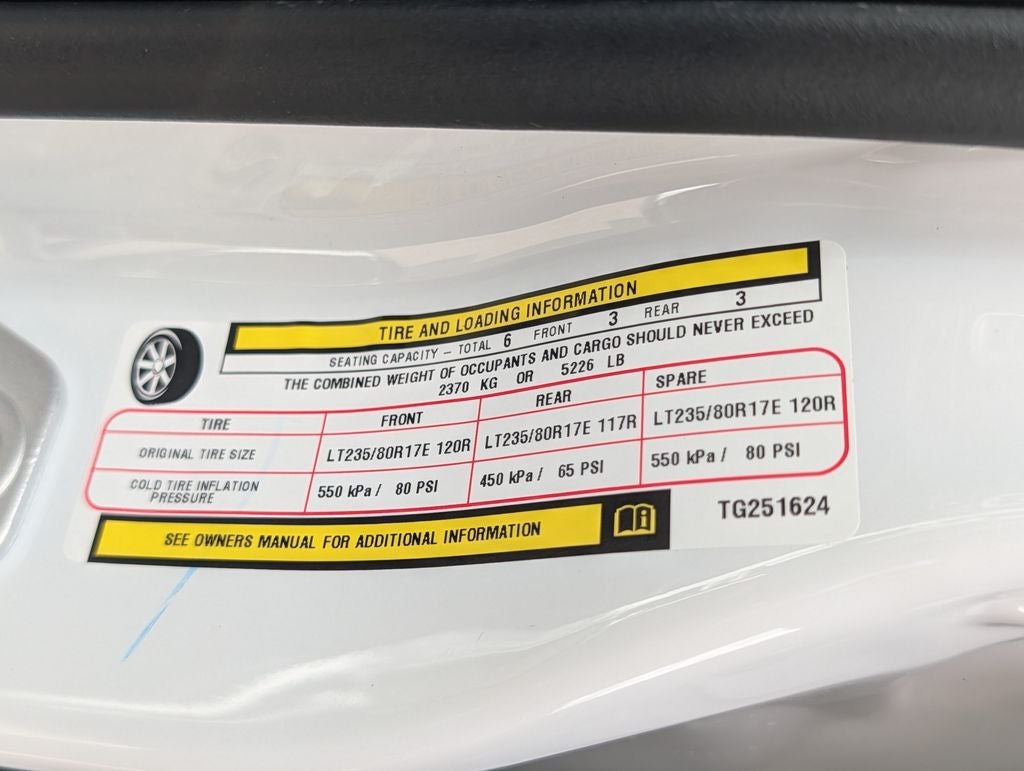 TIRE AND LOADING INFORMATION
SEATING CAPACITY – TOTAL 6 FRONT 3 REAR 3
THE COMBINED WEIGHT OF OCCUPANTS AND CARGO SHOULD NEVER EXCEED
2370 KG OR 5226 LB
TIRE FRONT REAR SPARE
ORIGINAL TIRE SIZE LT235/80R17E 120R LT235/80R17E 117R LT235/80R17E 120R
COLD TIRE INFLATION
PRESSURE 550 kPa / 80 PSI 450 kPa / 65 PSI 550 kPa / 80 PSI
SEE OWNERS MANUAL FOR ADDITIONAL INFORMATION
TG251624